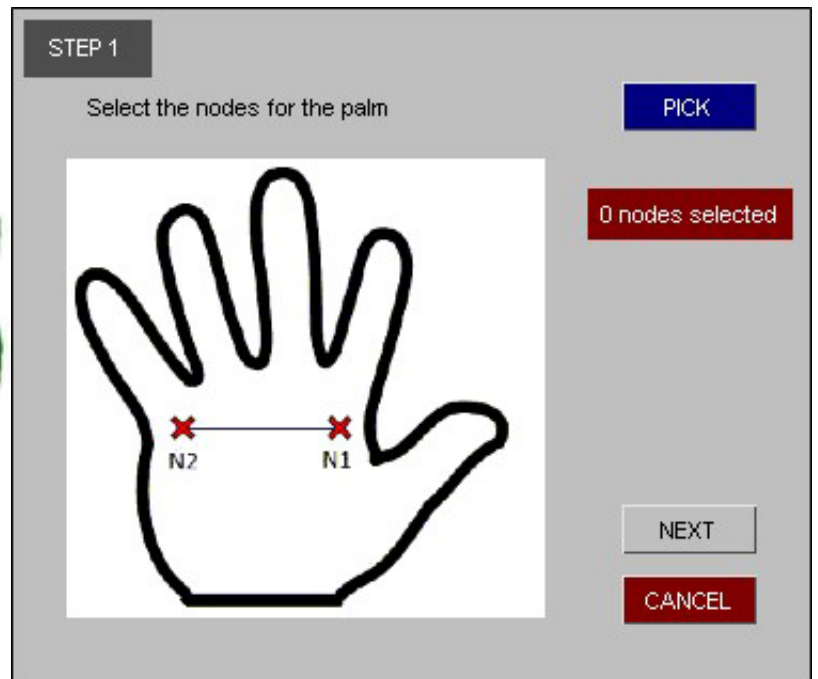 STEP 1
Select the nodes for the palm
PICK
0 nodes selected
N2
N1
NEXT
CANCEL